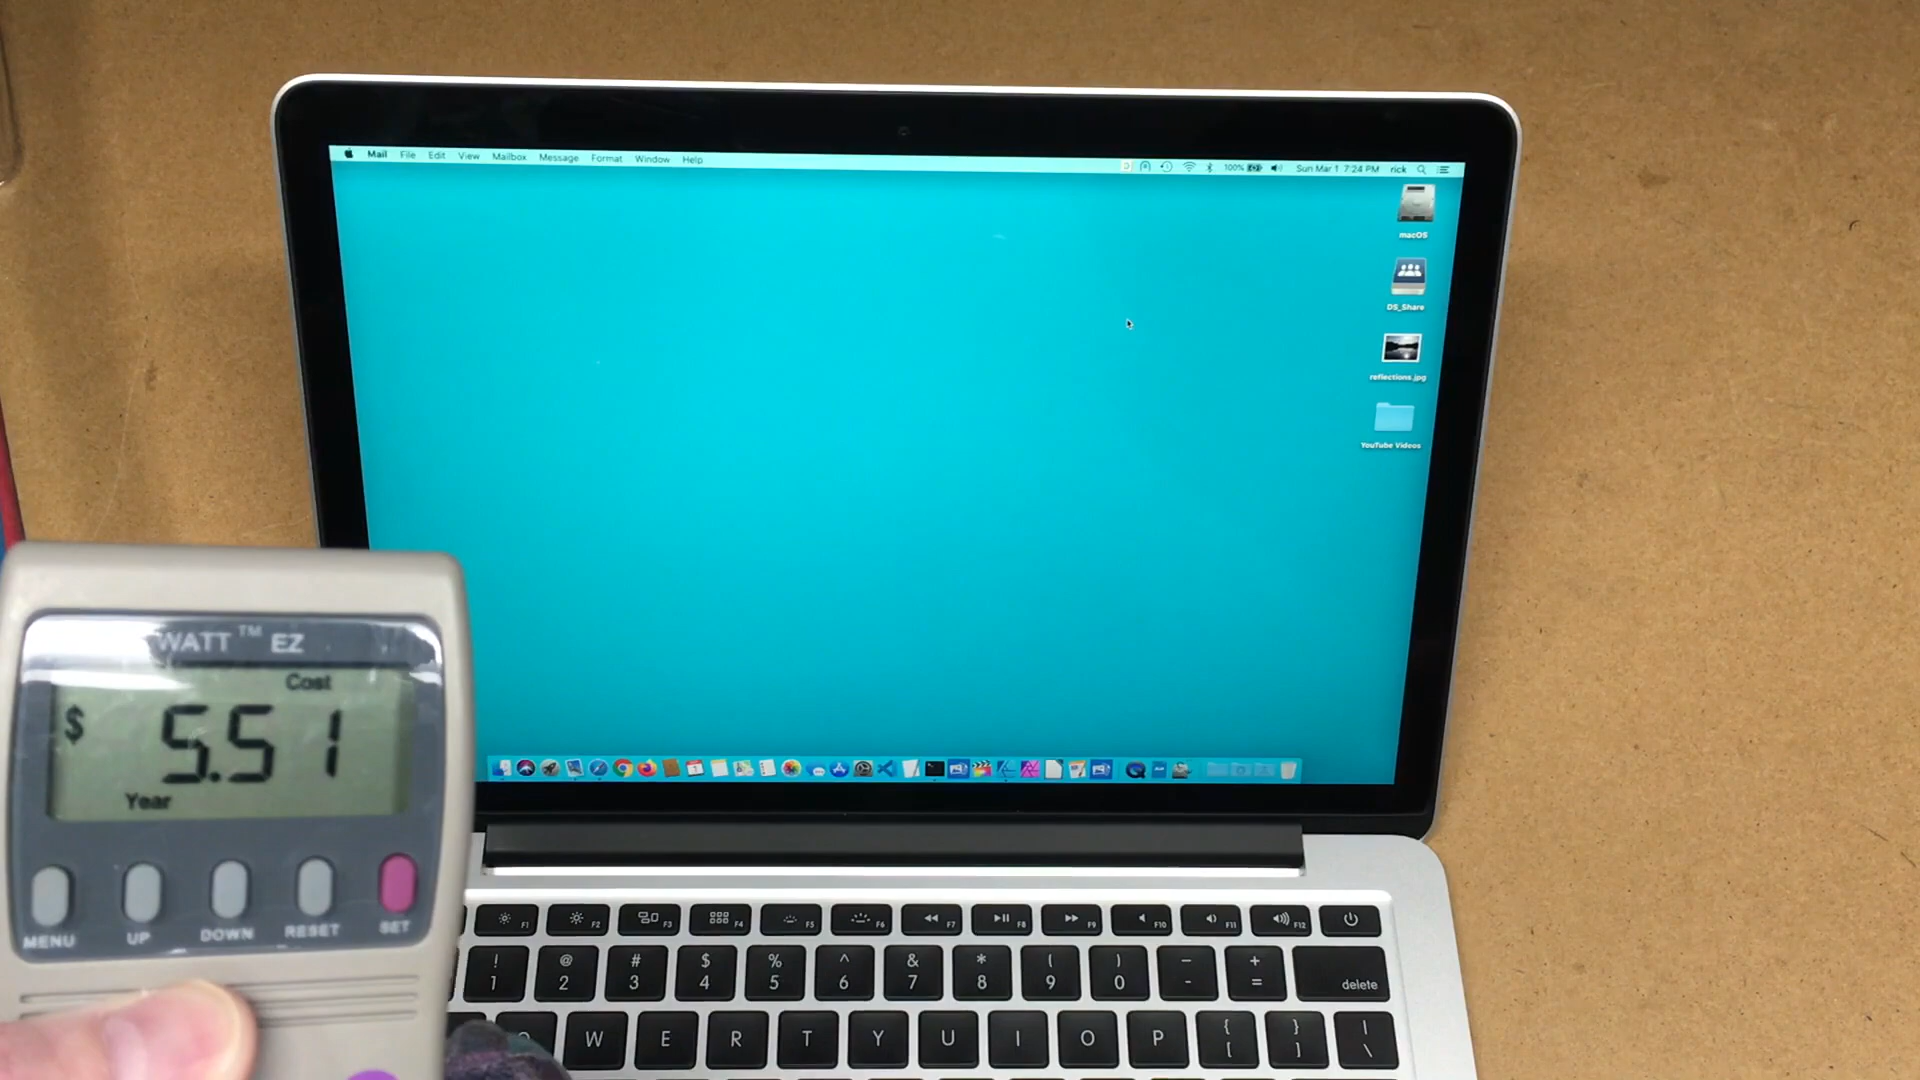 Mail File Edit View Mailbox Message Format Window Help
100% Sun Mar 1 7:24 PM rick
macOS
DS_Share
reflections.jpg
YouTube Videos
WATT™ EZ
Cost
$ 5.51
Year
MENU UP DOWN RESET SET
F1 F2 F3 F4 F5 F6 F7 F8 F9 F10 F11 F12
! @ # $ % ^ & * ( ) _ +
1 2 3 4 5 6 7 8 9 0 - = delete
{ } |
W E R T Y U I O P [ ] \